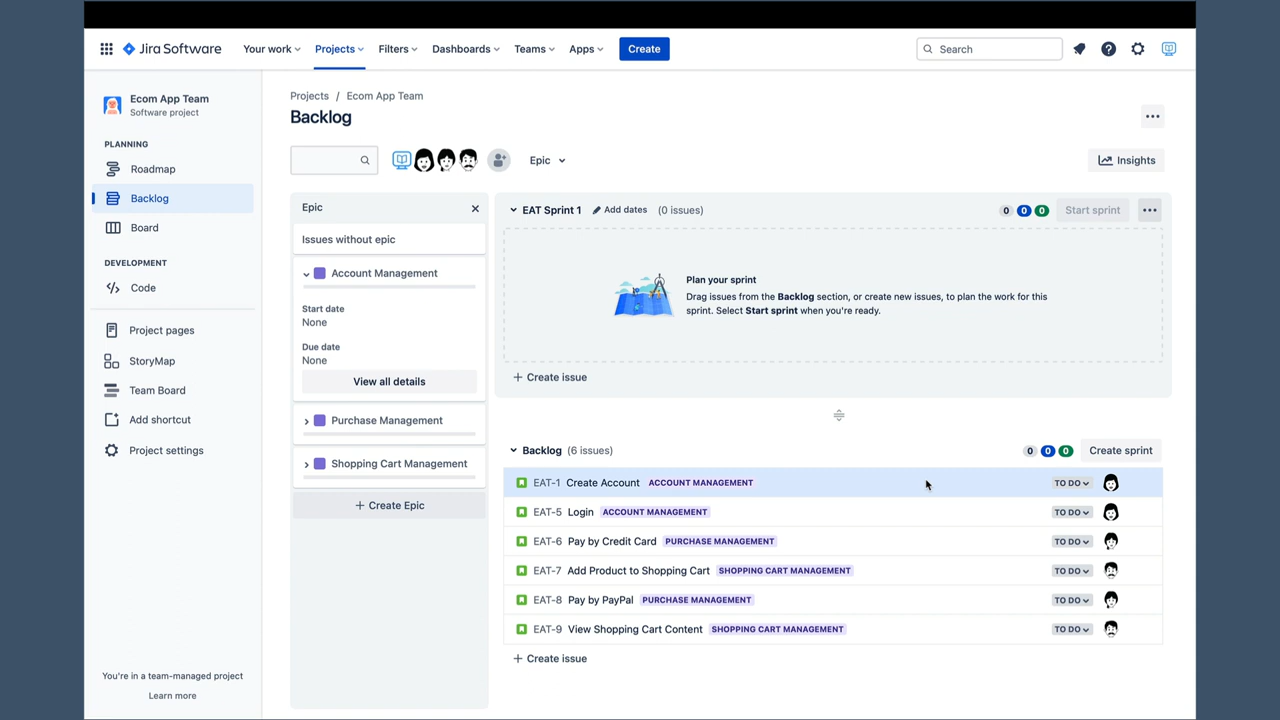 Jira Software Your work Projects Filters Dashboards Teams Apps Create Search
Ecom App Team
Software project
PLANNING
Roadmap
Backlog
Board
DEVELOPMENT
Code
Project pages
StoryMap
Team Board
Add shortcut
Project settings
You're in a team-managed project
Learn more
Projects / Ecom App Team
Backlog
Epic
Insights
Epic
Issues without epic
Account Management
Start date
None
Due date
None
View all details
Purchase Management
Shopping Cart Management
+ Create Epic
EAT Sprint 1 Add dates (0 issues) 0 0 0 Start sprint
Plan your sprint
Drag issues from the Backlog section, or create new issues, to plan the work for this
sprint. Select Start sprint when you're ready.
+ Create issue
Backlog (6 issues) 0 0 0 Create sprint
EAT-1 Create Account ACCOUNT MANAGEMENT TO DO
EAT-5 Login ACCOUNT MANAGEMENT TO DO
EAT-6 Pay by Credit Card PURCHASE MANAGEMENT TO DO
EAT-7 Add Product to Shopping Cart SHOPPING CART MANAGEMENT TO DO
EAT-8 Pay by PayPal PURCHASE MANAGEMENT TO DO
EAT-9 View Shopping Cart Content SHOPPING CART MANAGEMENT TO DO
+ Create issue